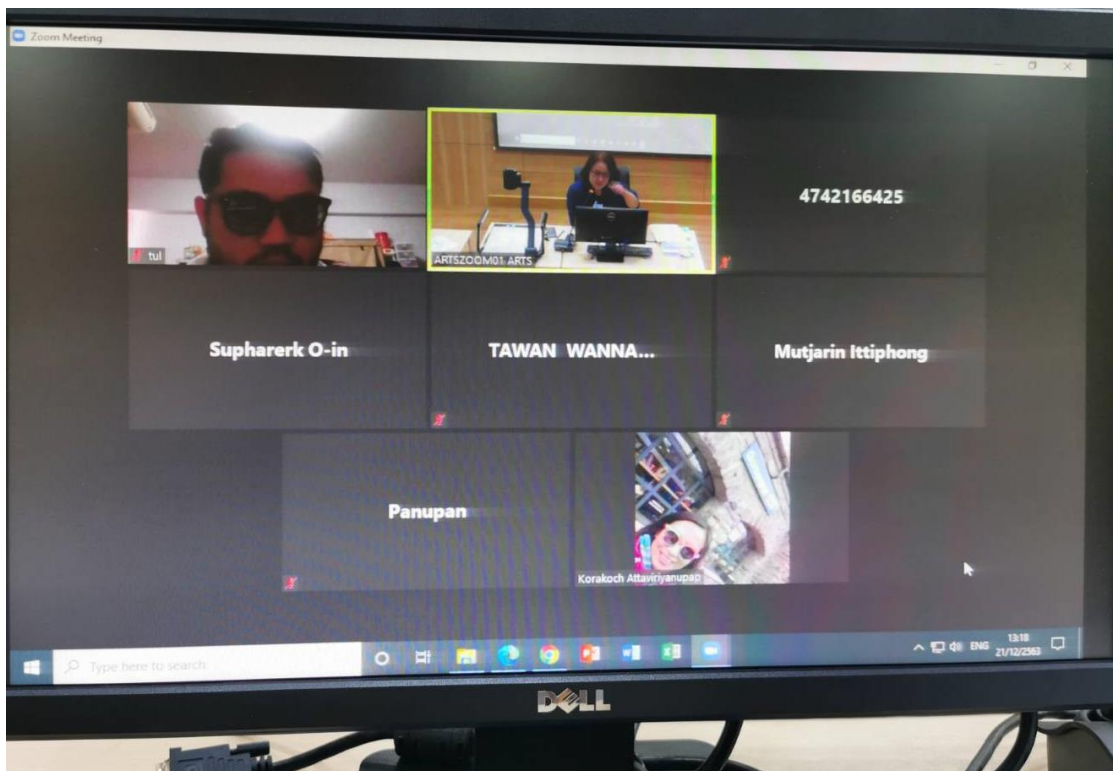 Zoom Meeting
tul
ARTSZOOM01 ARTS
4742166425
Supharerk O-in
TAWAN WANNA...
Mutjarin Ittiphong
Panupan
Korakoch Attaviriyanupap
Type here to search
ENG
13:18
21/12/2563
DELL